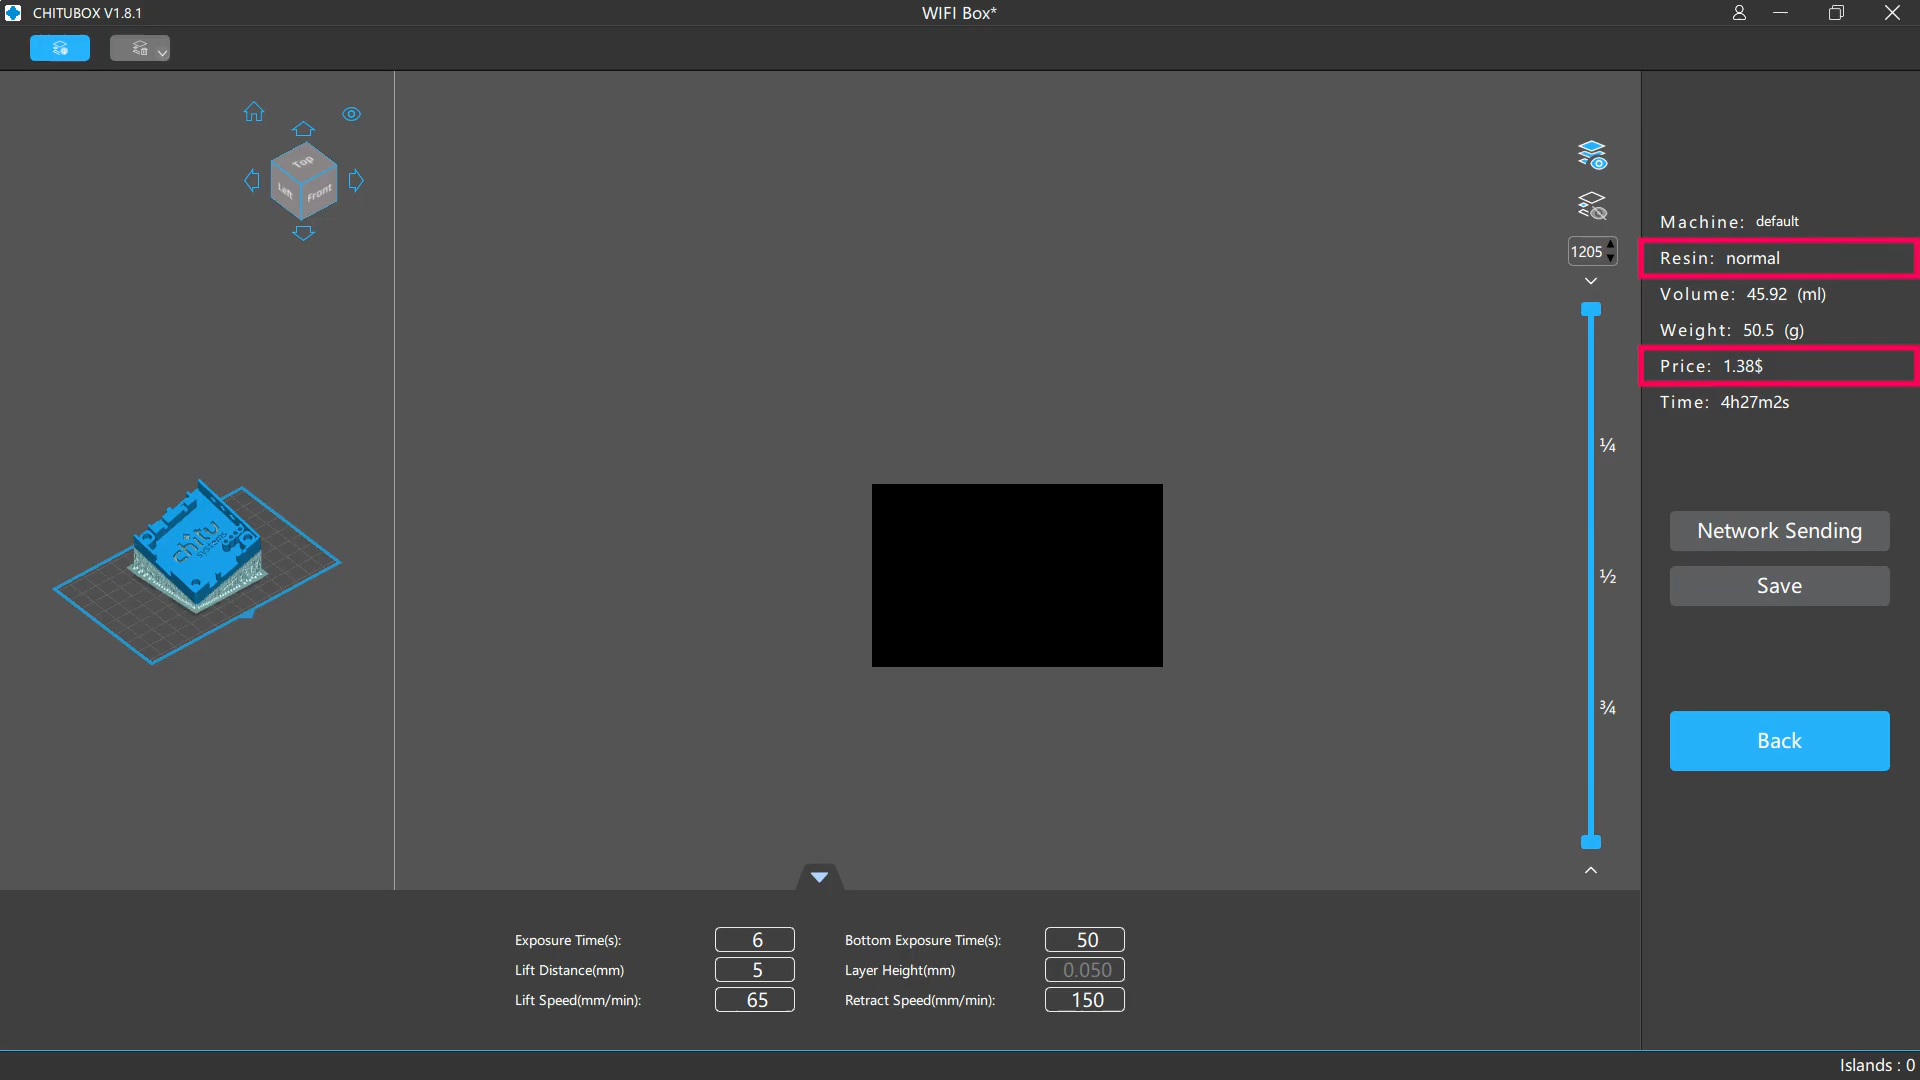 CHITUBOX V1.8.1
WIFI Box*
Top
Left
Front
1205
¼
½
¾
chitu
systems
Machine: default
Resin: normal
Volume: 45.92 (ml)
Weight: 50.5 (g)
Price: 1.38$
Time: 4h27m2s
Network Sending
Save
Back
Exposure Time(s): 6
Bottom Exposure Time(s): 50
Lift Distance(mm) 5
Layer Height(mm) 0.050
Lift Speed(mm/min): 65
Retract Speed(mm/min): 150
Islands : 0